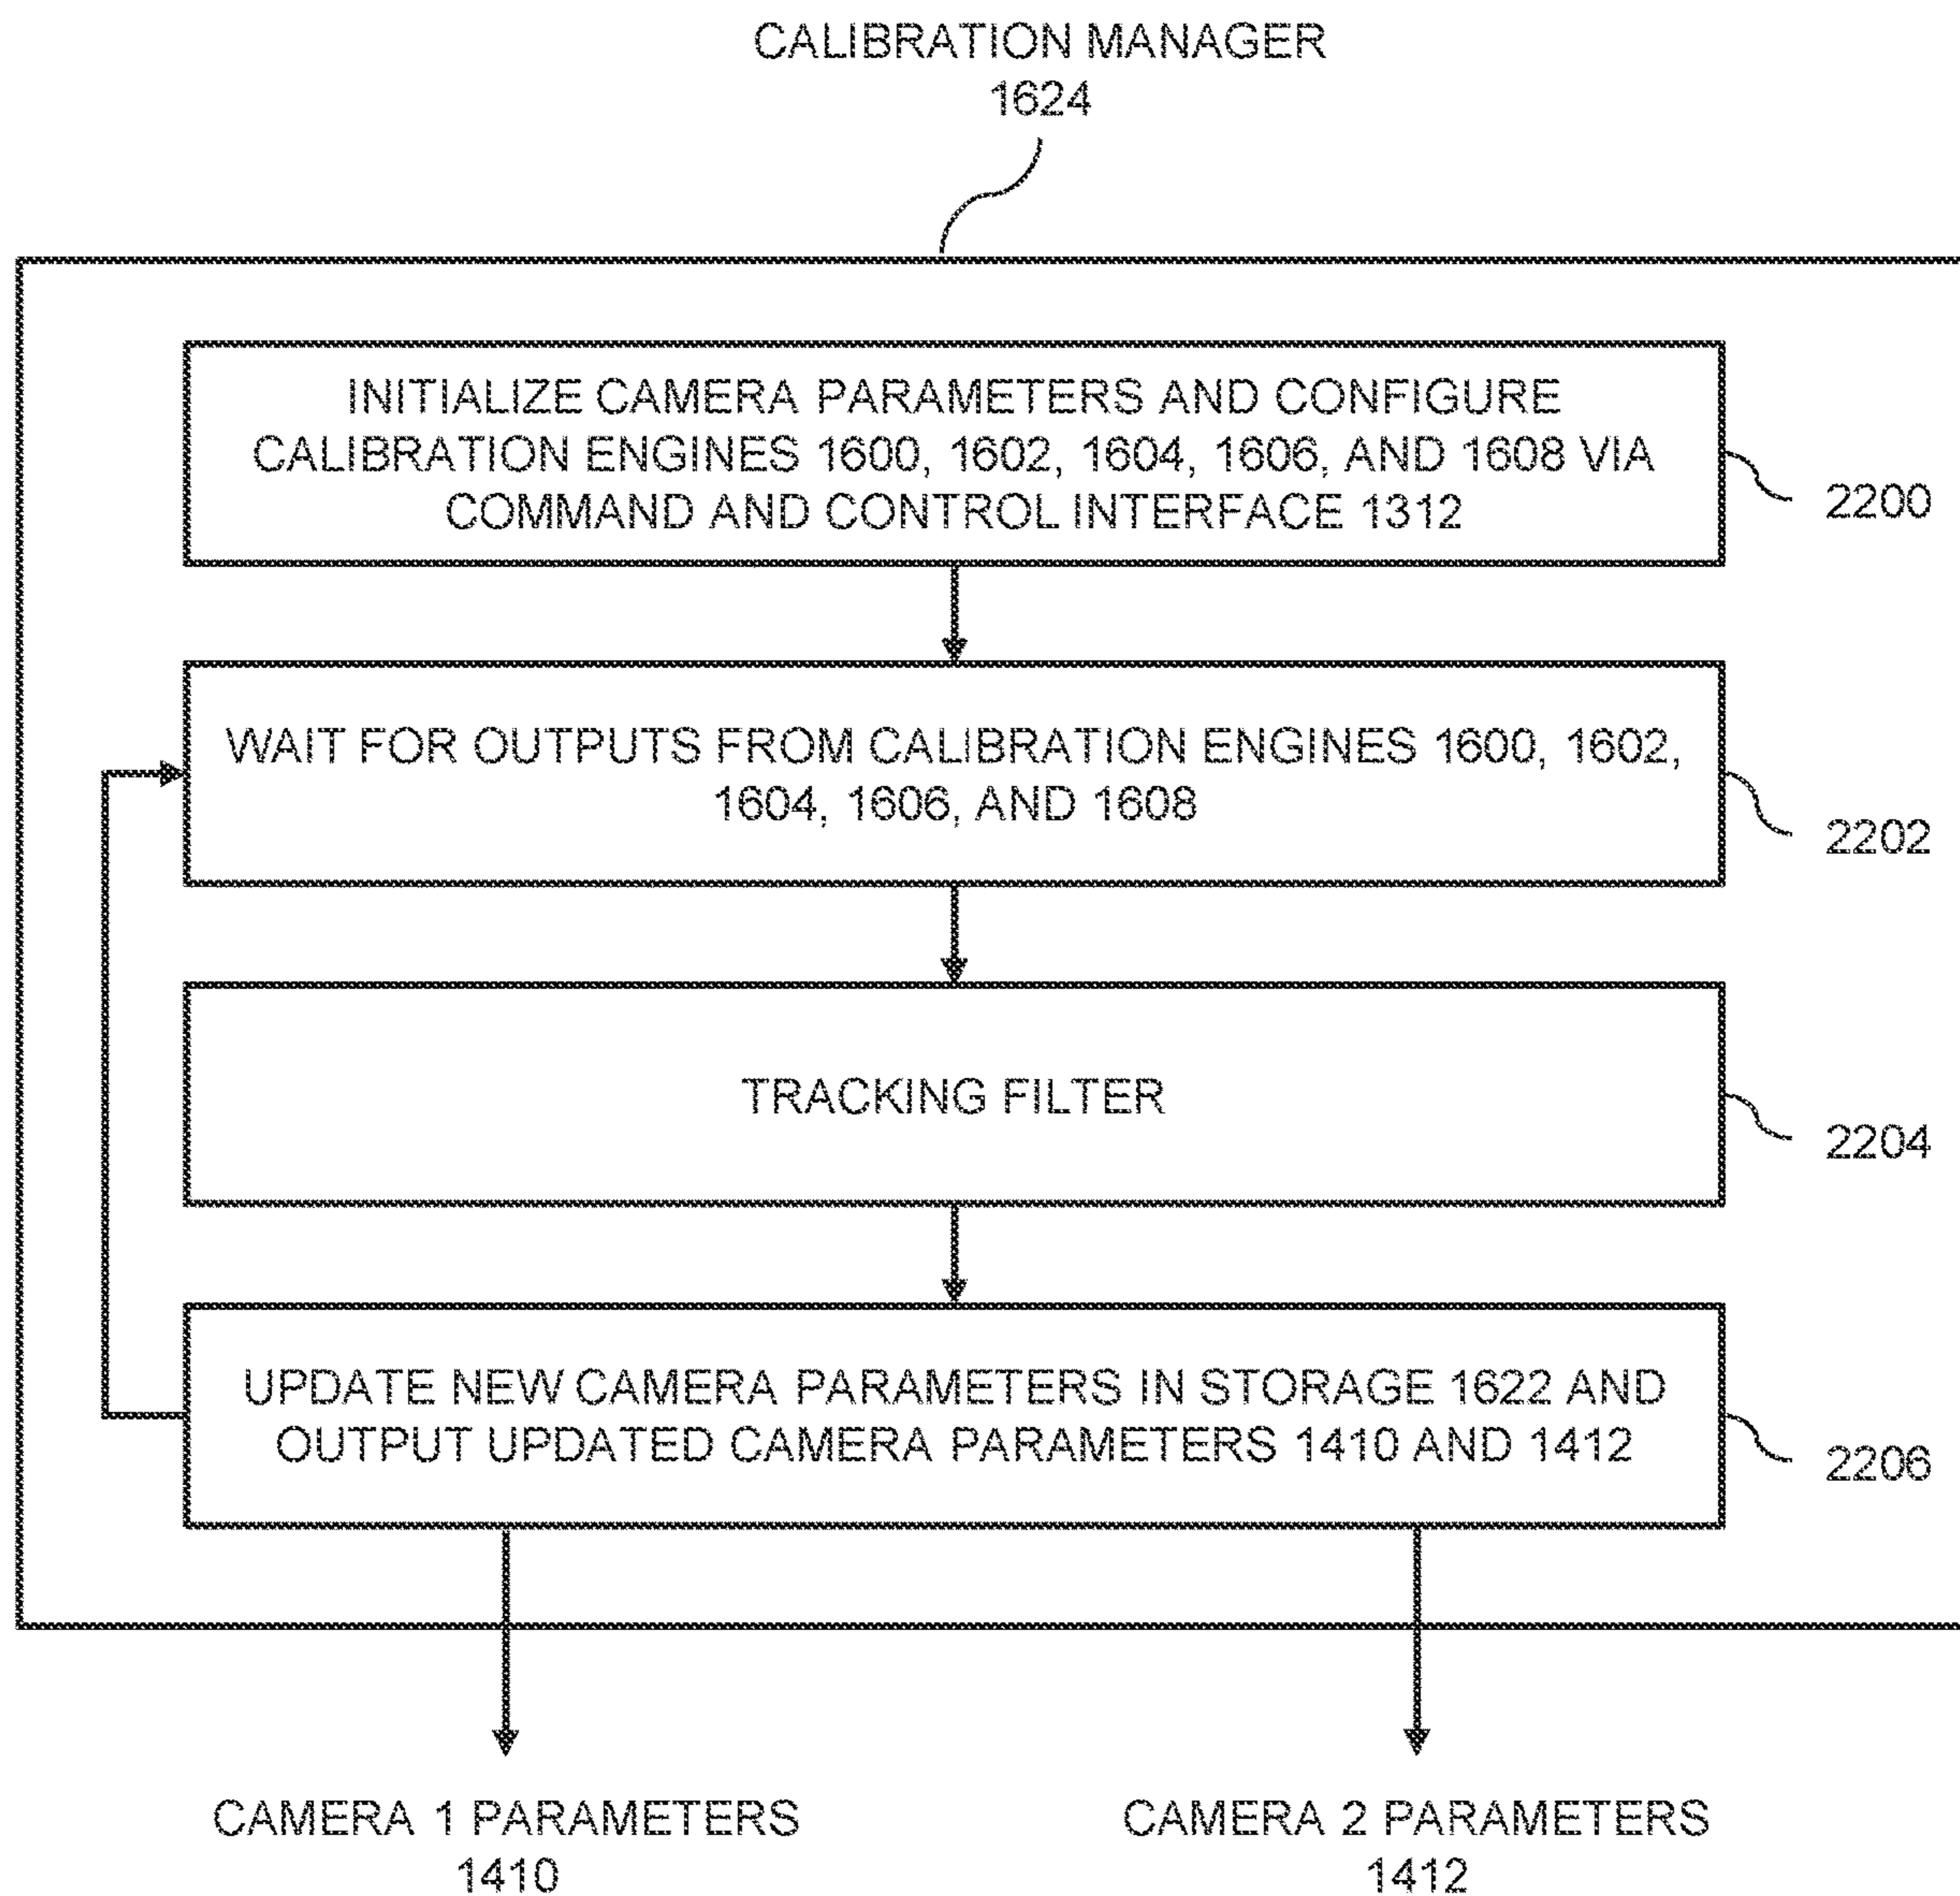 CALIBRATION MANAGER
1624
INITIALIZE CAMERA PARAMETERS AND CONFIGURE
CALIBRATION ENGINES 1600, 1602, 1604, 1606, AND 1608 VIA
COMMAND AND CONTROL INTERFACE 1312
2200
WAIT FOR OUTPUTS FROM CALIBRATION ENGINES 1600, 1602,
1604, 1606, AND 1608
2202
TRACKING FILTER
2204
UPDATE NEW CAMERA PARAMETERS IN STORAGE 1622 AND
OUTPUT UPDATED CAMERA PARAMETERS 1410 AND 1412
2206
CAMERA 1 PARAMETERS
1410
CAMERA 2 PARAMETERS
1412